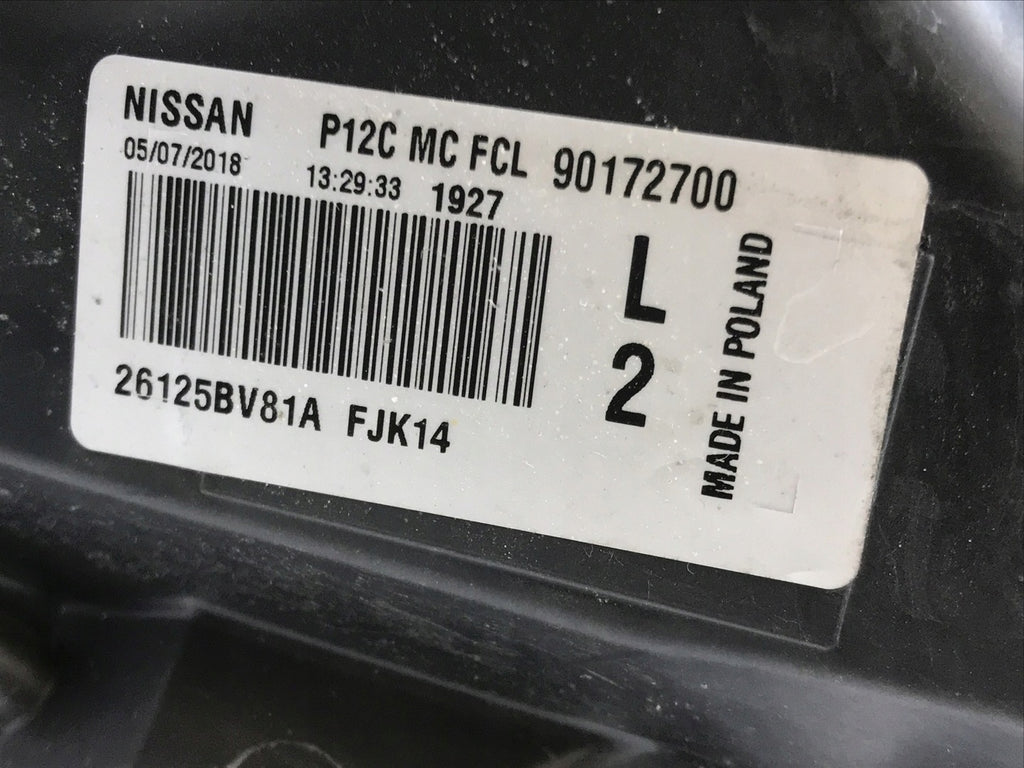 NISSAN P12C MC FCL 90172700
05/07/2018 13:29:33 1927
L
2
26125BV81A FJK14
MADE IN POLAND